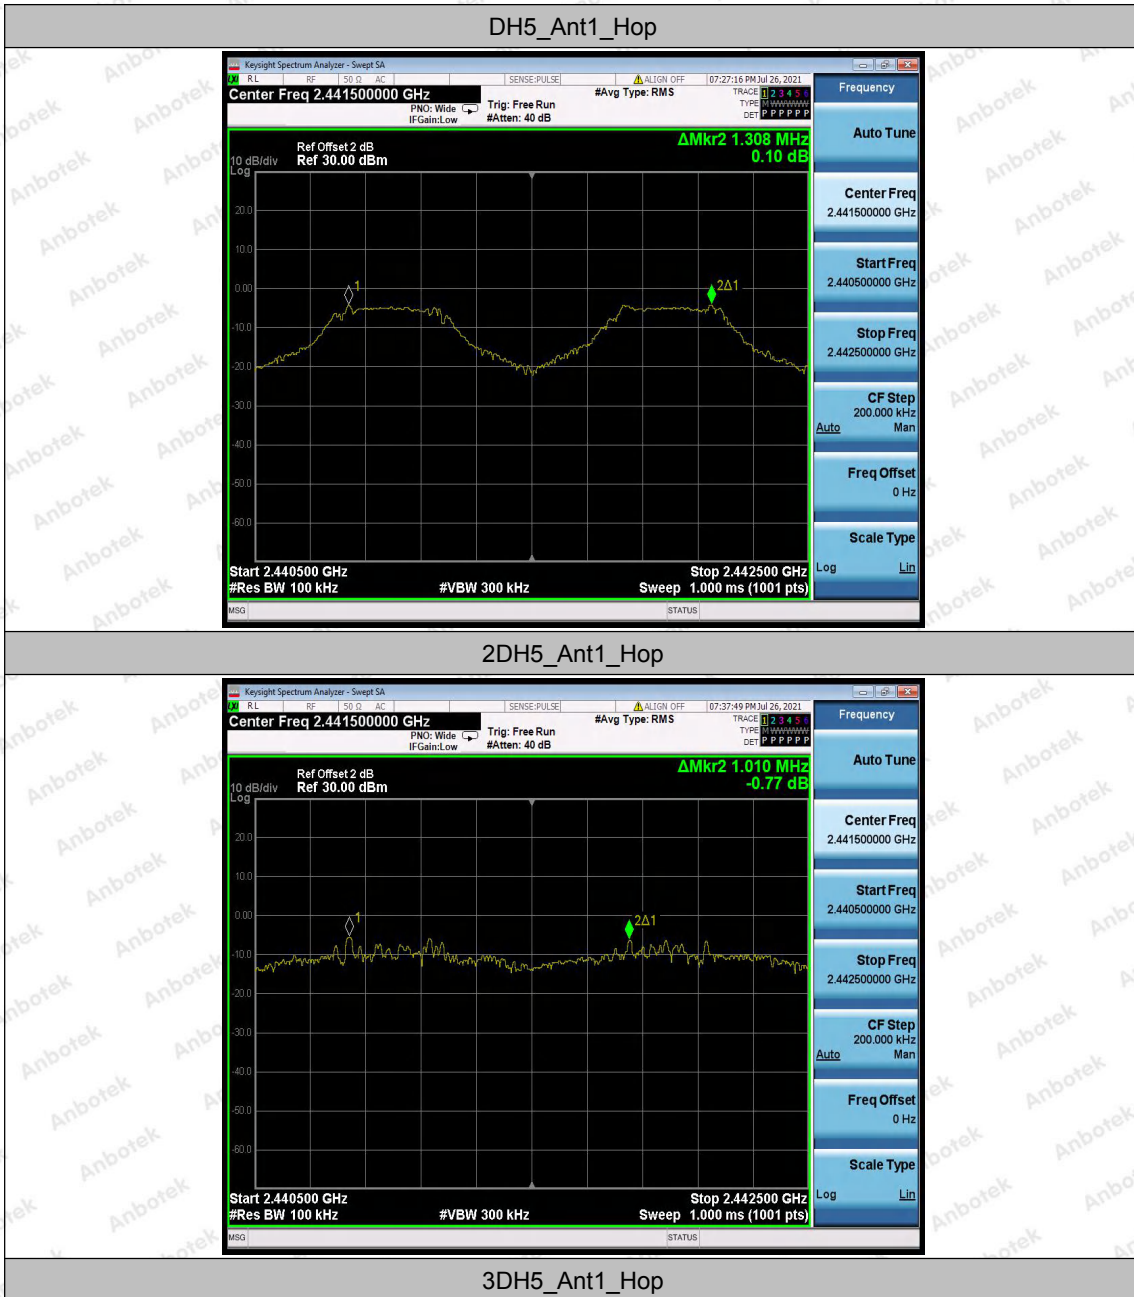 DH5_Ant1_Hop
Keysight Spectrum Analyzer - Swept SA
RL RF 50 Ω AC SENSE:PULSE ALIGN OFF 07:27:16 PM Jul 26, 2021
Center Freq 2.441500000 GHz
PNO: Wide
IFGain:Low
Trig: Free Run
#Atten: 40 dB
#Avg Type: RMS
TRACE 1 2 3 4 5 6
TYPE M W W W W W
DET P P P P P P
Ref Offset 2 dB
10 dB/div Ref 30.00 dBm
Log
ΔMkr2 1.308 MHz
0.10 dB
20.0
10.0
0.00
-10.0
-20.0
-30.0
-40.0
-50.0
-60.0
1
2Δ1
Start 2.440500 GHz
Stop 2.442500 GHz
#Res BW 100 kHz #VBW 300 kHz Sweep 1.000 ms (1001 pts)
MSG STATUS
Frequency
Auto Tune
Center Freq
2.441500000 GHz
Start Freq
2.440500000 GHz
Stop Freq
2.442500000 GHz
CF Step
200.000 kHz
Auto Man
Freq Offset
0 Hz
Scale Type
Log Lin
2DH5_Ant1_Hop
Keysight Spectrum Analyzer - Swept SA
RL RF 50 Ω AC SENSE:PULSE ALIGN OFF 07:37:49 PM Jul 26, 2021
Center Freq 2.441500000 GHz
PNO: Wide
IFGain:Low
Trig: Free Run
#Atten: 40 dB
#Avg Type: RMS
TRACE 1 2 3 4 5 6
TYPE M W W W W W
DET P P P P P P
Ref Offset 2 dB
10 dB/div Ref 30.00 dBm
Log
ΔMkr2 1.010 MHz
-0.77 dB
20.0
10.0
0.00
-10.0
-20.0
-30.0
-40.0
-50.0
-60.0
1
2Δ1
Start 2.440500 GHz
Stop 2.442500 GHz
#Res BW 100 kHz #VBW 300 kHz Sweep 1.000 ms (1001 pts)
MSG STATUS
Frequency
Auto Tune
Center Freq
2.441500000 GHz
Start Freq
2.440500000 GHz
Stop Freq
2.442500000 GHz
CF Step
200.000 kHz
Auto Man
Freq Offset
0 Hz
Scale Type
Log Lin
3DH5_Ant1_Hop
Anbotek